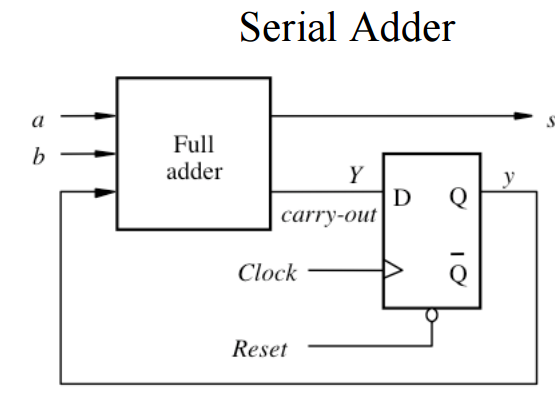 Serial Adder
a
s
b
Full
adder
Y
y
D
Q
carry-out
Clock
Q̅
Reset